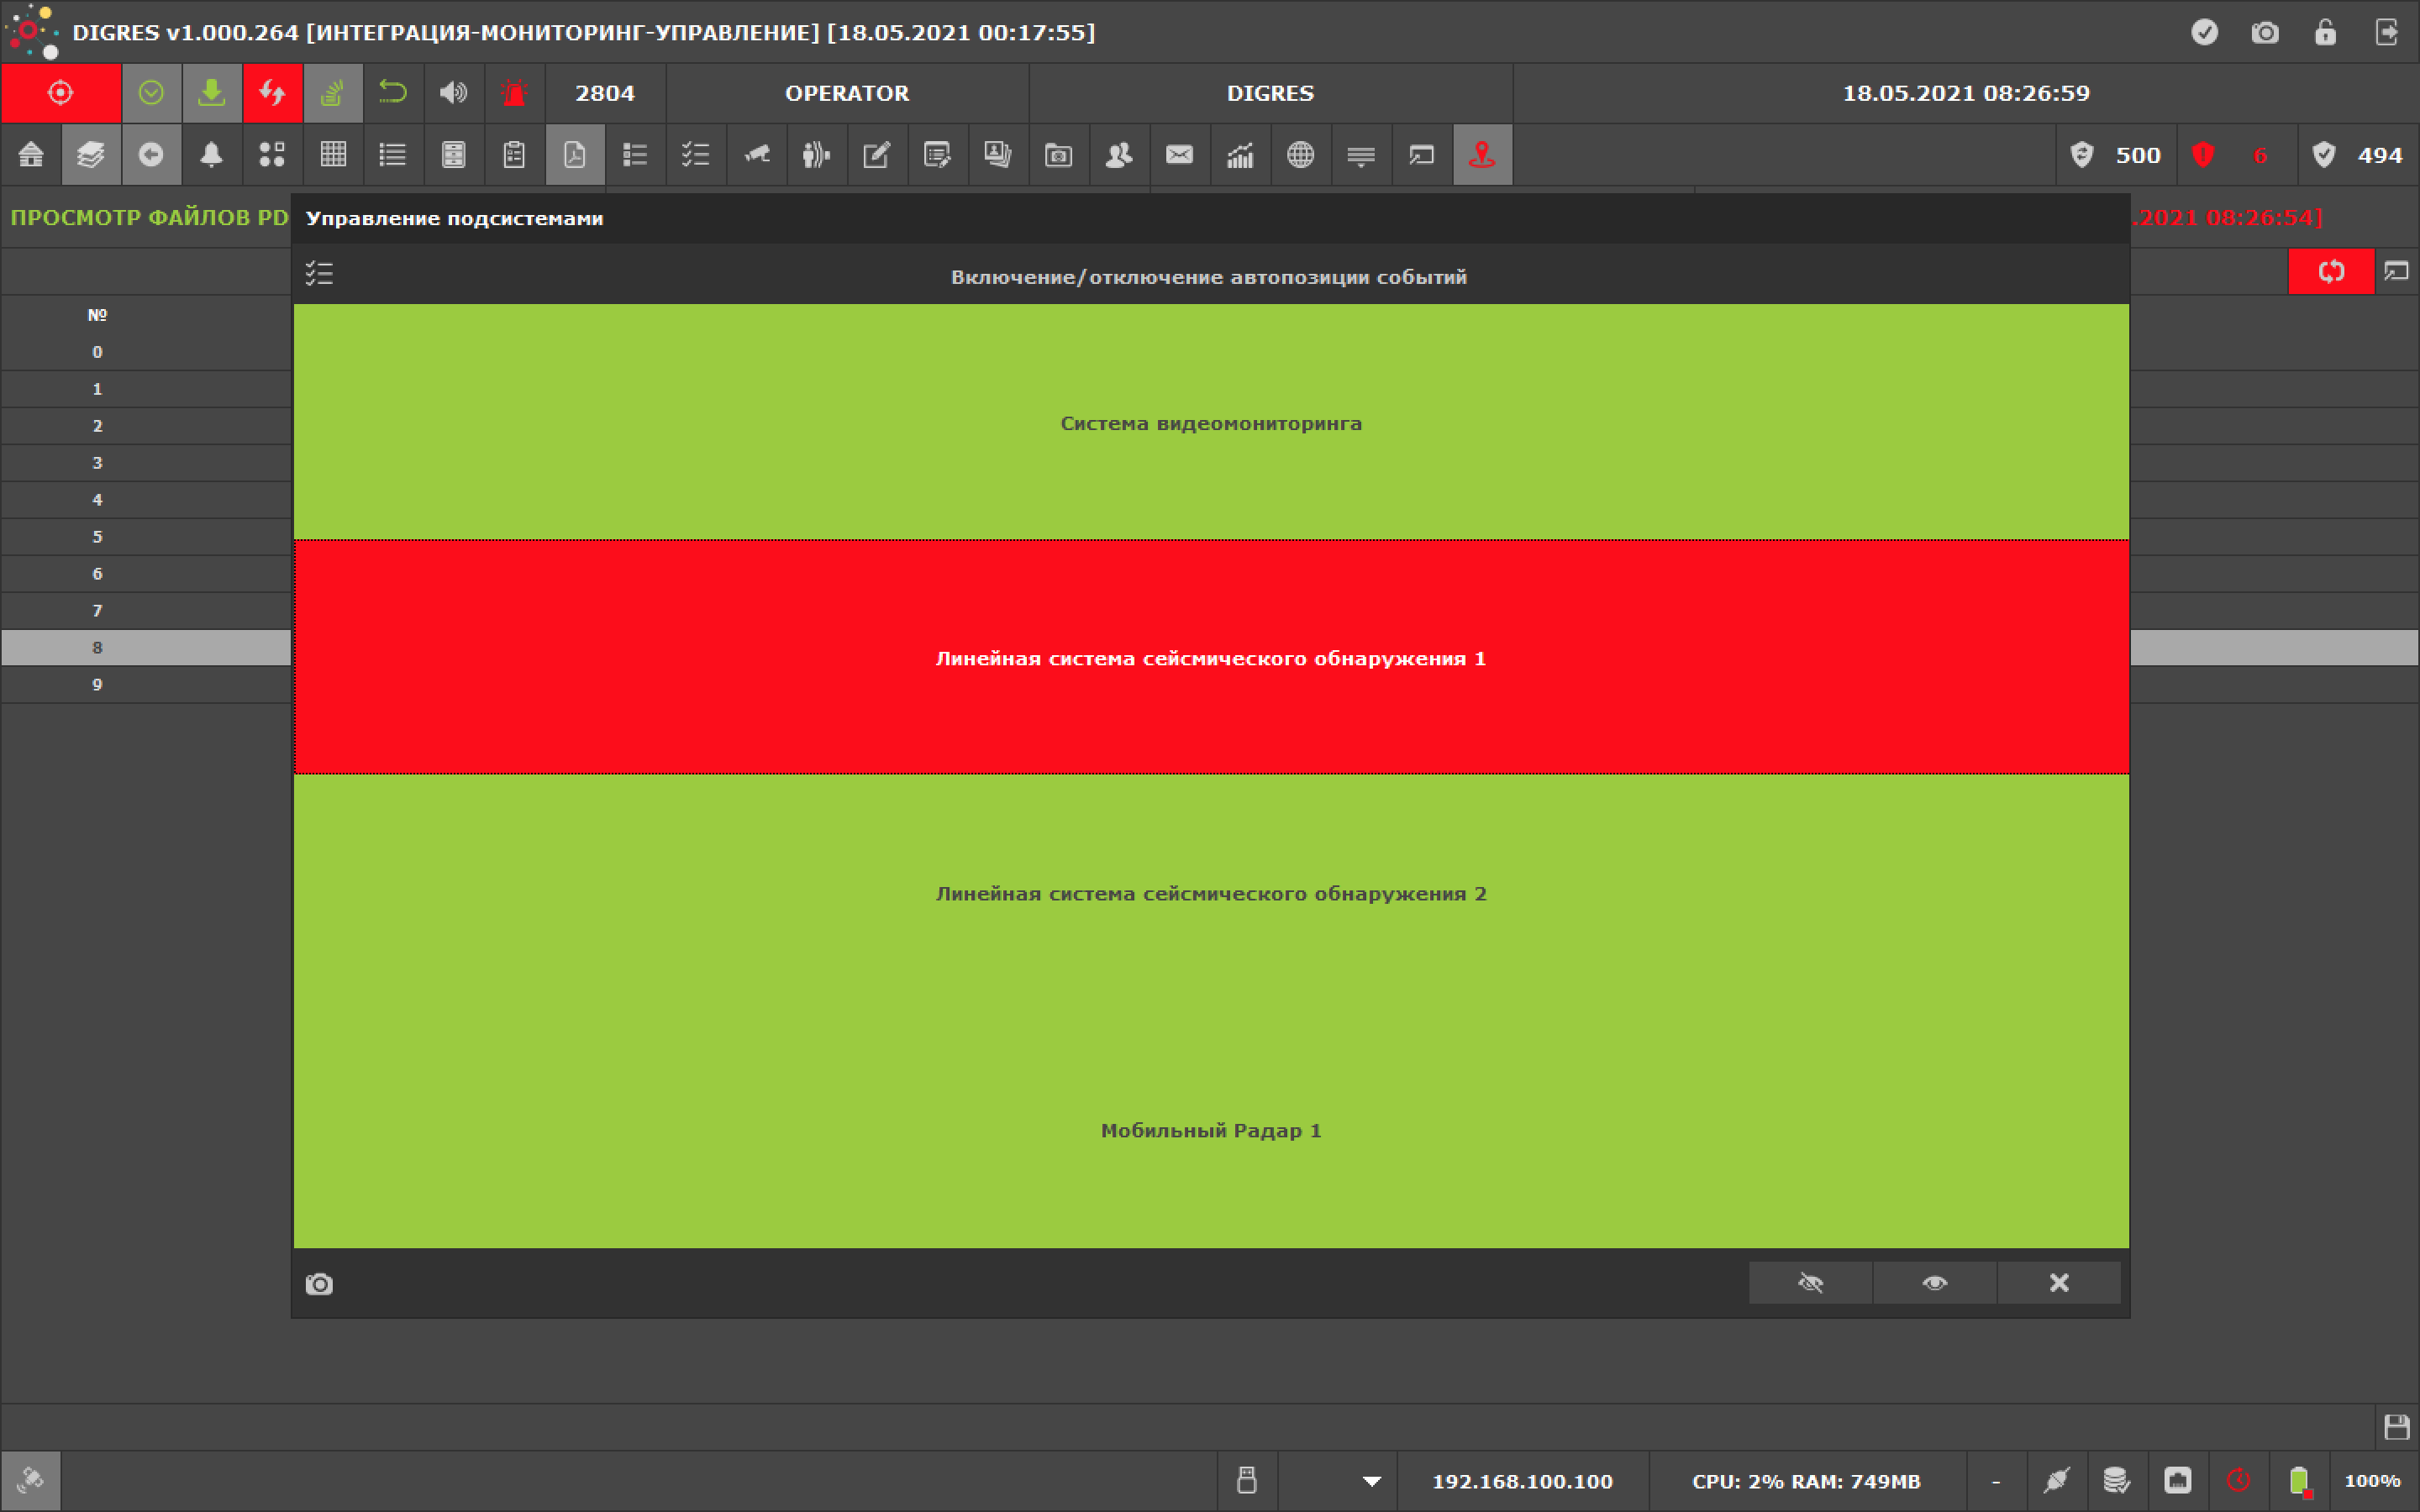 DIGRES v1.000.264 [ИНТЕГРАЦИЯ-МОНИТОРИНГ-УПРАВЛЕНИЕ] [18.05.2021 00:17:55]
2804 OPERATOR DIGRES 18.05.2021 08:26:59
500 6 494
ПРОСМОТР ФАЙЛОВ PD
.2021 08:26:54]
Управление подсистемами
Включение/отключение автопозиции событий
№
0
1
2
3
4
5
6
7
8
9
Система видеомониторинга
Линейная система сейсмического обнаружения 1
Линейная система сейсмического обнаружения 2
Мобильный Радар 1
192.168.100.100 CPU: 2% RAM: 749MB - 100%